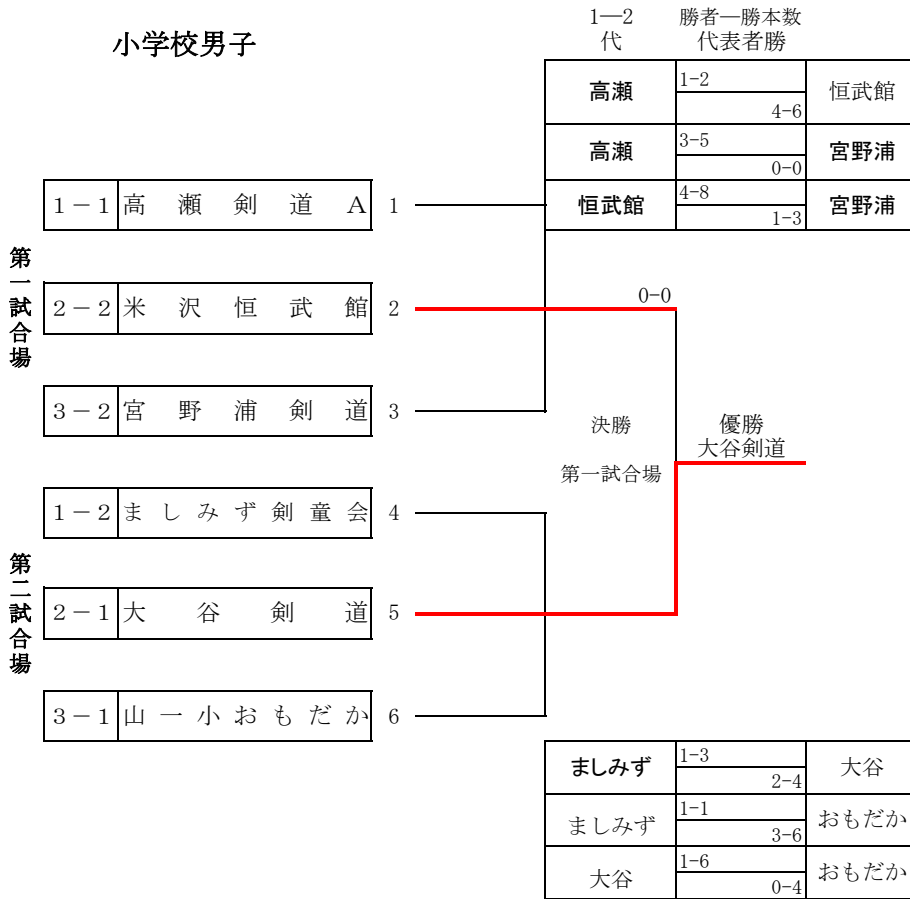 小学校男子
1―2 勝者―勝本数
代 代表者勝
高瀬 1-2 4-6 恒武館
高瀬 3-5 0-0 宮野浦
恒武館 4-8 1-3 宮野浦
第一試合場
1－1 高瀬剣道A 1
2－2 米沢恒武館 2
3－2 宮野浦剣道 3
0-0
決勝
第一試合場
優勝
大谷剣道
第二試合場
1－2 ましみず剣童会 4
2－1 大谷剣道 5
3－1 山一小おもだか 6
ましみず 1-3 2-4 大谷
ましみず 1-1 3-6 おもだか
大谷 1-6 0-4 おもだか